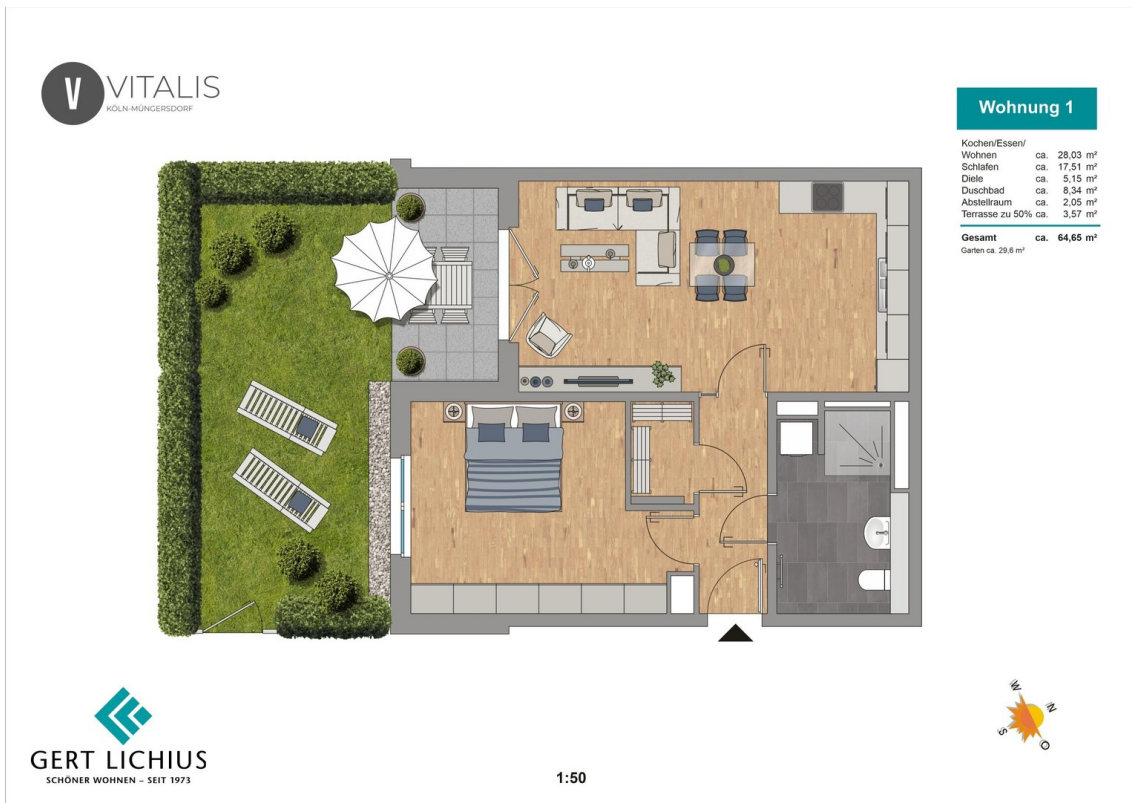 V VITALIS
KÖLN-MÜNGERSDORF
Wohnung 1
Kochen/Essen/
Wohnen ca. 28,03 m²
Schlafen ca. 17,51 m²
Diele ca. 5,15 m²
Duschbad ca. 8,34 m²
Abstellraum ca. 2,05 m²
Terrasse zu 50% ca. 3,57 m²
Gesamt ca. 64,65 m²
Garten ca. 29,6 m²
W
N
S
O
GERT LICHIUS
SCHÖNER WOHNEN – SEIT 1973
1:50